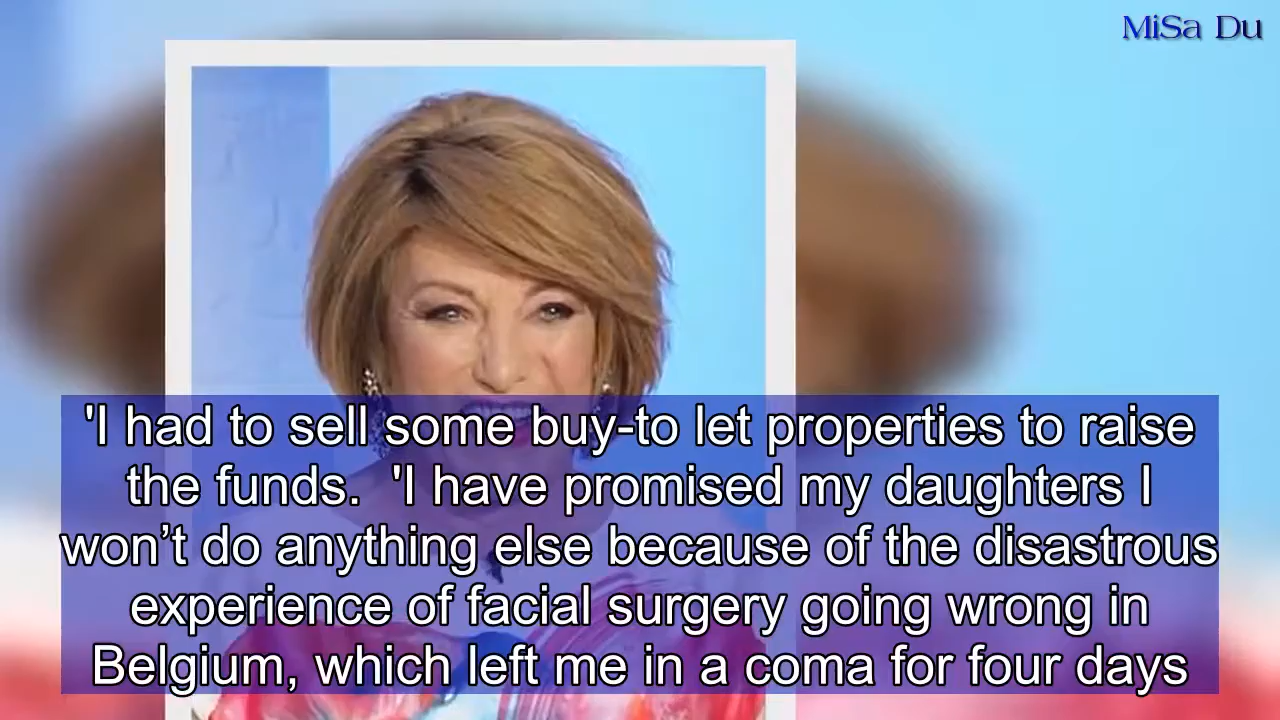 MiSa Du
'I had to sell some buy-to let properties to raise
the funds.  'I have promised my daughters I
won’t do anything else because of the disastrous
experience of facial surgery going wrong in
Belgium, which left me in a coma for four days